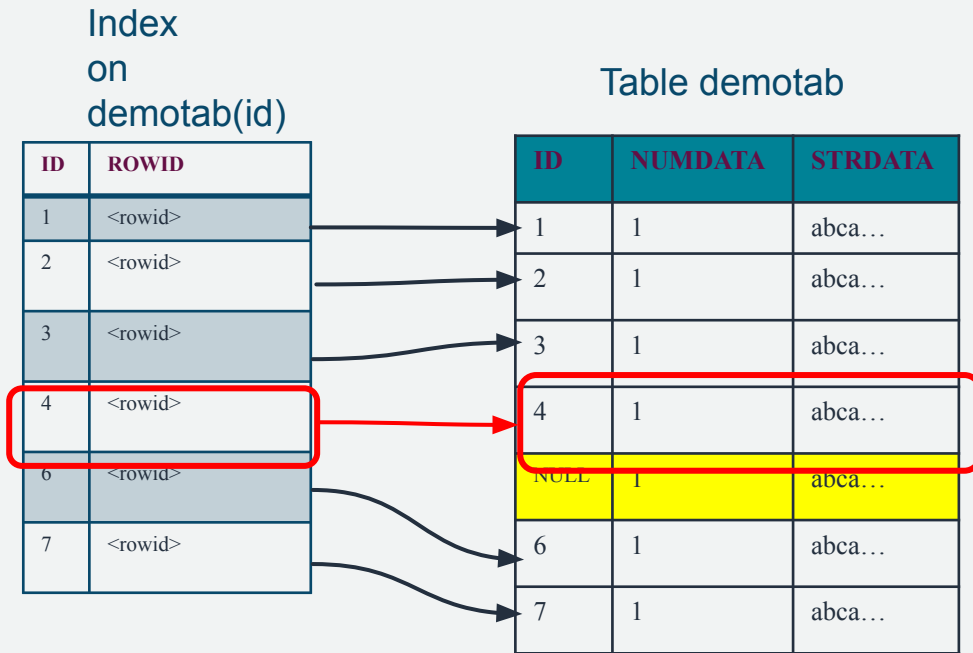 Index
on
demotab(id)
Table demotab
ID ROWID
1 <rowid>
2 <rowid>
3 <rowid>
4 <rowid>
6 <rowid>
7 <rowid>
ID NUMDATA STRDATA
1 1 abca…
2 1 abca…
3 1 abca…
4 1 abca…
NULL 1 abca…
6 1 abca…
7 1 abca…